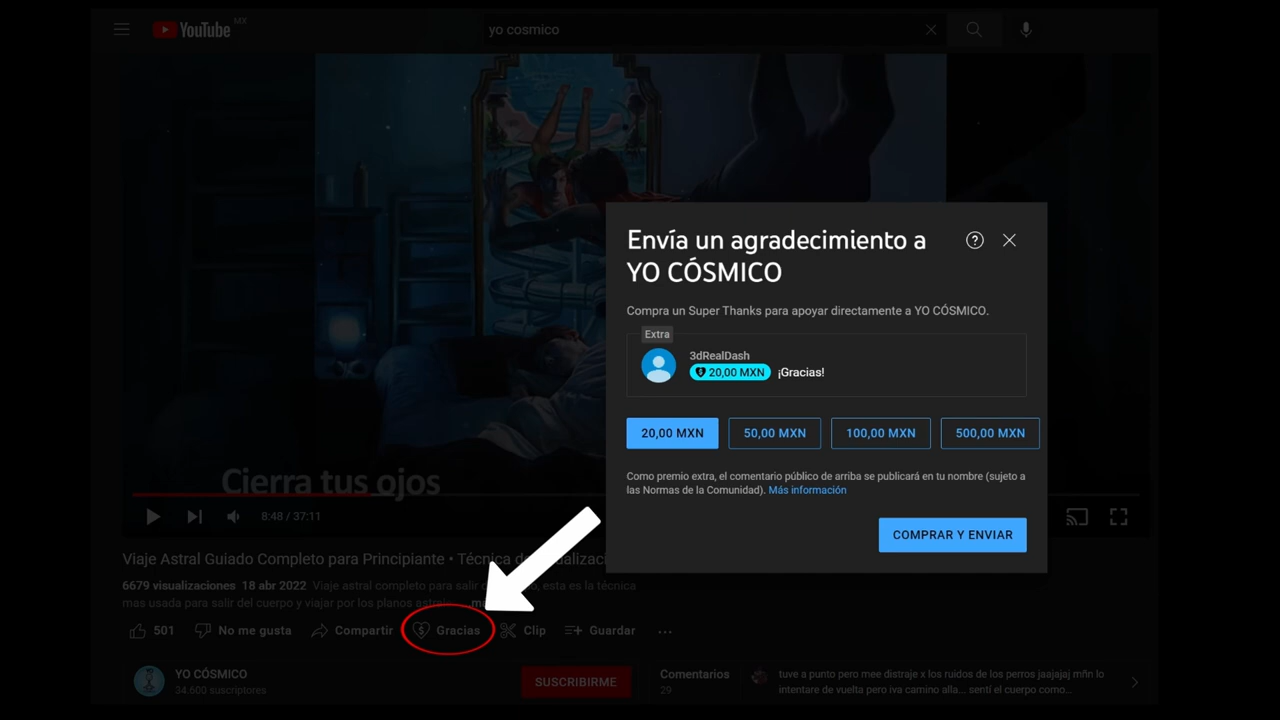 YouTube MX
yo cosmico
Envía un agradecimiento a
YO CÓSMICO
Compra un Super Thanks para apoyar directamente a YO CÓSMICO.
Extra
3dRealDash
20,00 MXN ¡Gracias!
20,00 MXN 50,00 MXN 100,00 MXN 500,00 MXN
Como premio extra, el comentario público de arriba se publicará en tu nombre (sujeto a
las Normas de la Comunidad). Más información
COMPRAR Y ENVIAR
Cierra tus ojos
8:48 / 37:11
Viaje Astral Guiado Completo para Principiante • Técnica de
6679 visualizaciones 18 abr 2022 Viaje astral completo para salir esta es la técnica
mas usada para salir del cuerpo y viajar por los planos
501 No me gusta Compartir Gracias Clip Guardar ...
YO CÓSMICO
34.600 suscriptores
SUSCRIBIRME
Comentarios
29
tuve a punto pero mee distraje x los ruidos de los perros jaajajaj mñn lo
intentare de vuelta pero iva camino alla... sentí el cuerpo como...